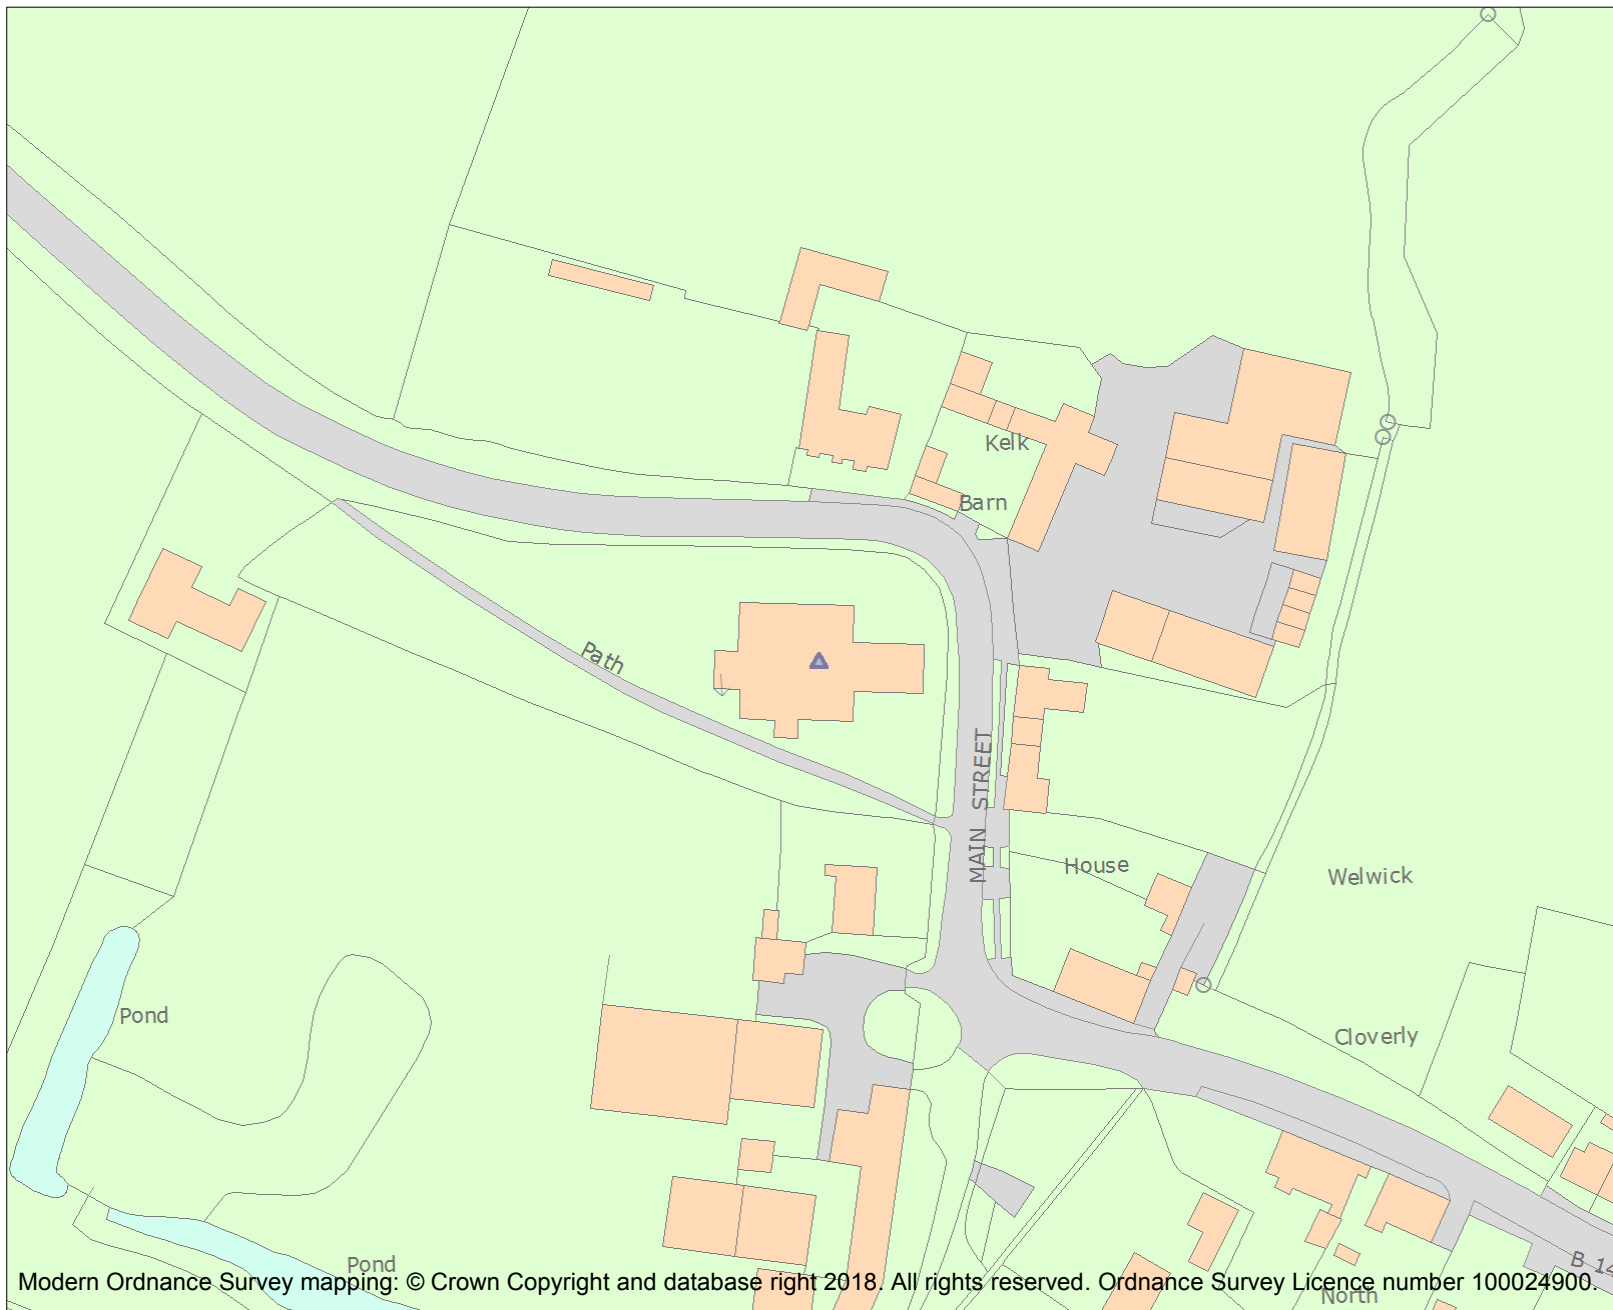 Kelk
Barn
Path
MAIN STREET
House
Welwick
Pond
Cloverly
Pond
B 14
Modern Ordnance Survey mapping: © Crown Copyright and database right 2018. All rights reserved. Ordnance Survey Licence number 100024900.
North